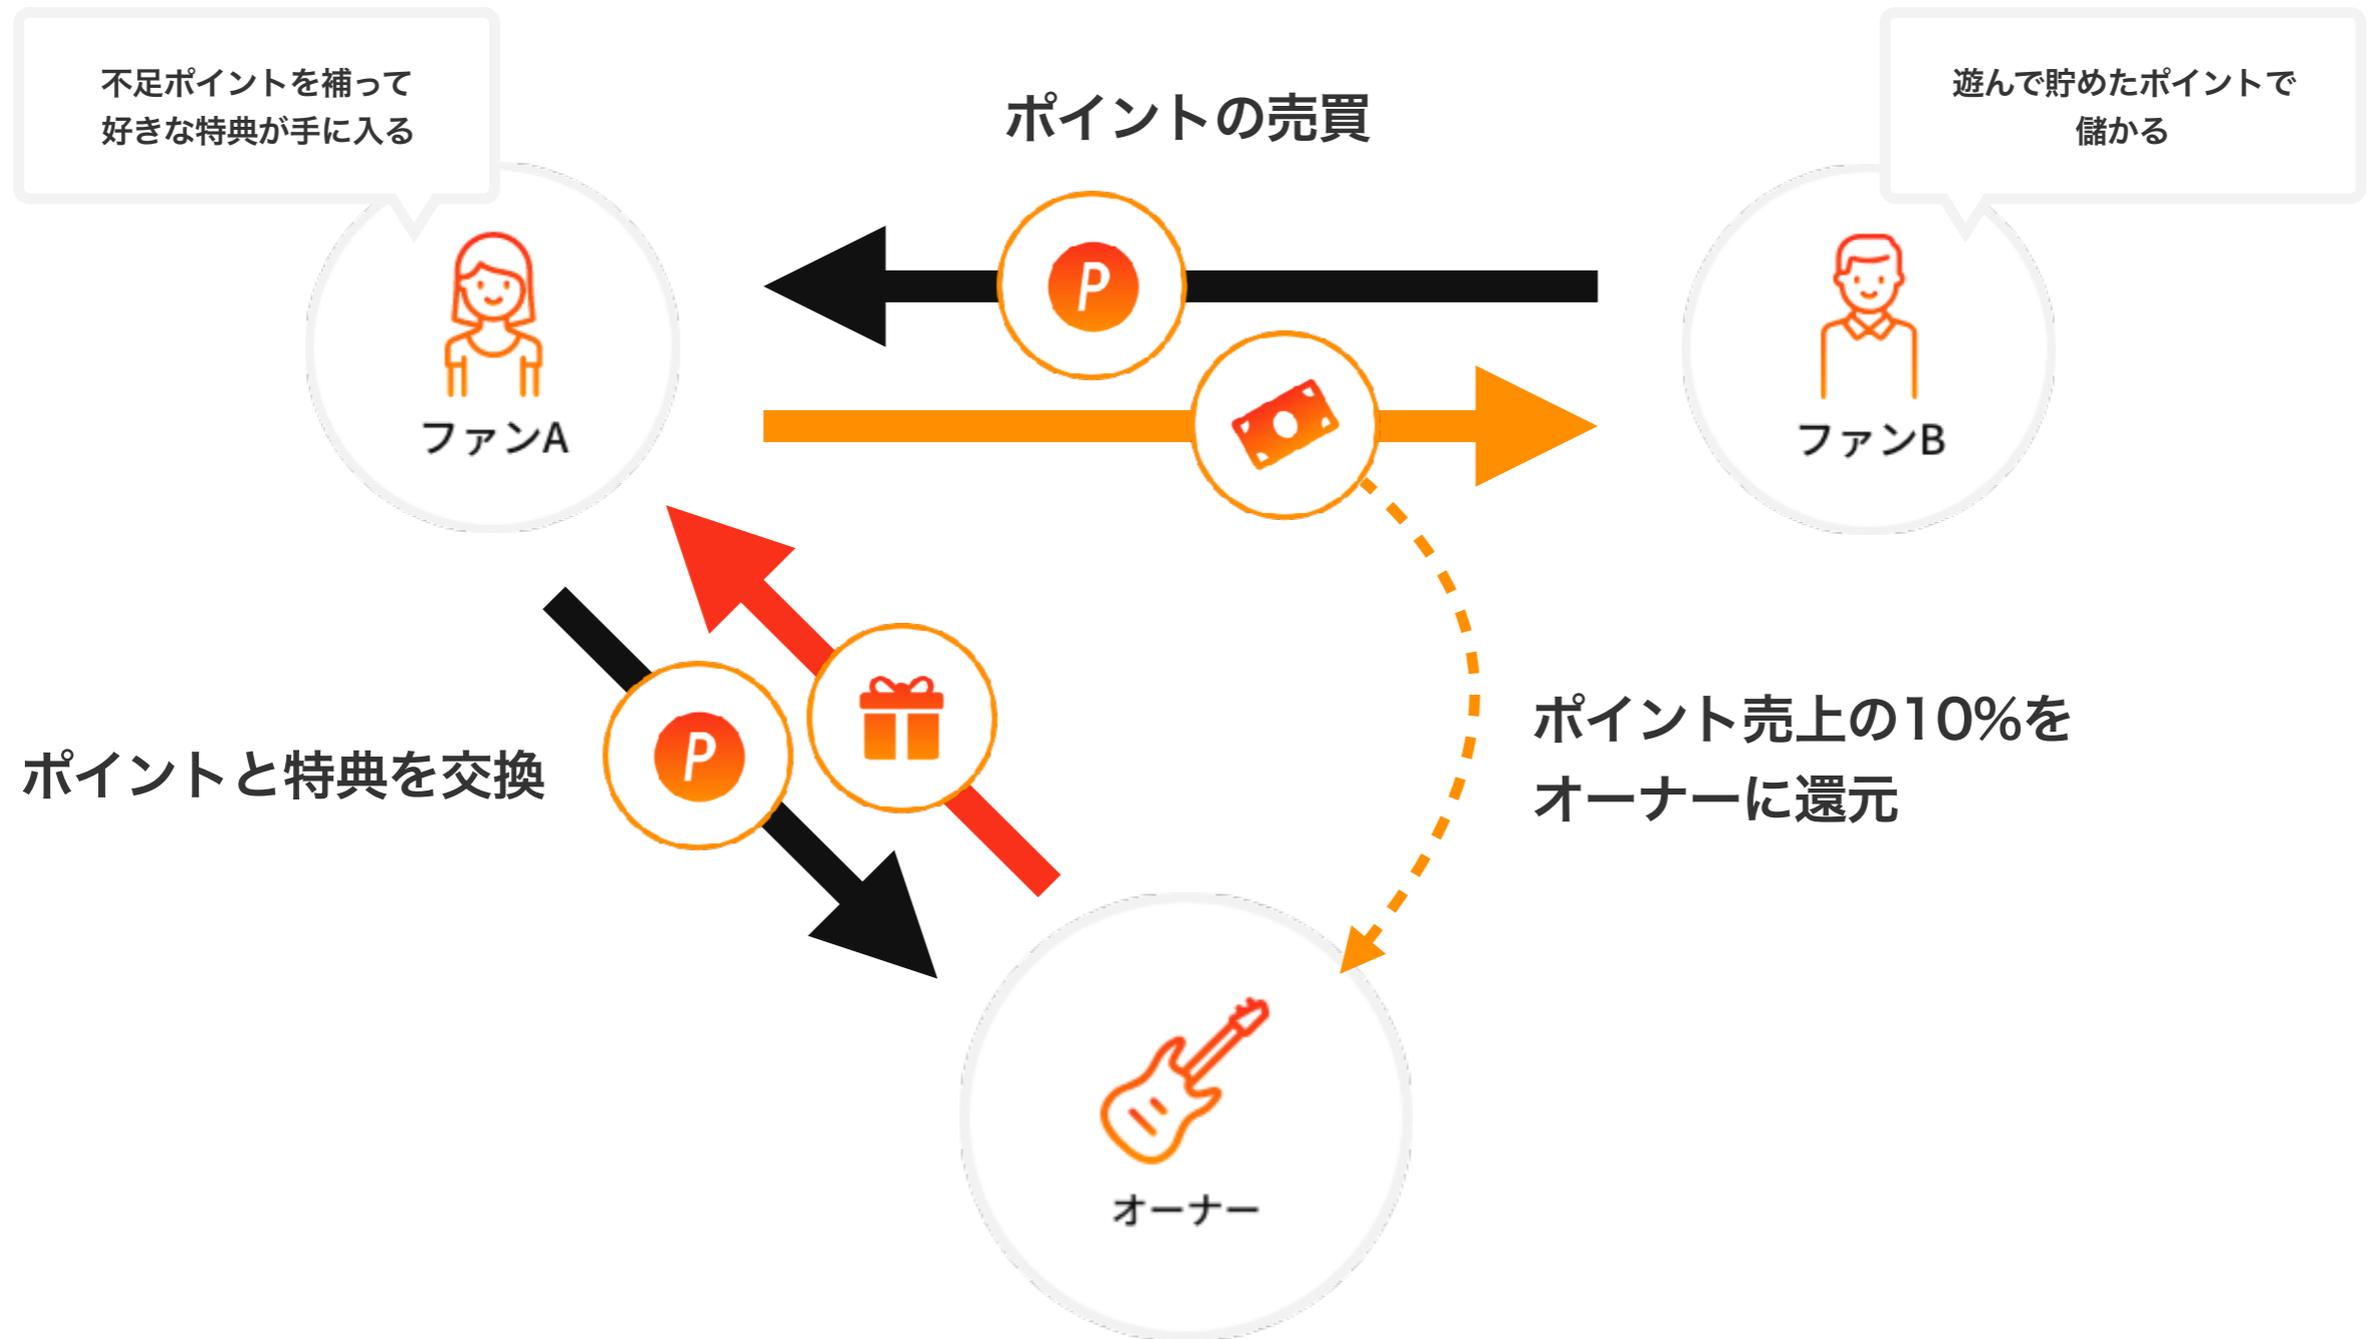 不足ポイントを補って
好きな特典が手に入る
遊んで貯めたポイントで
儲かる
ポイントの売買
P
ファンA
ファンB
P
ポイントと特典を交換
ポイント売上の10%を
オーナーに還元
オーナー